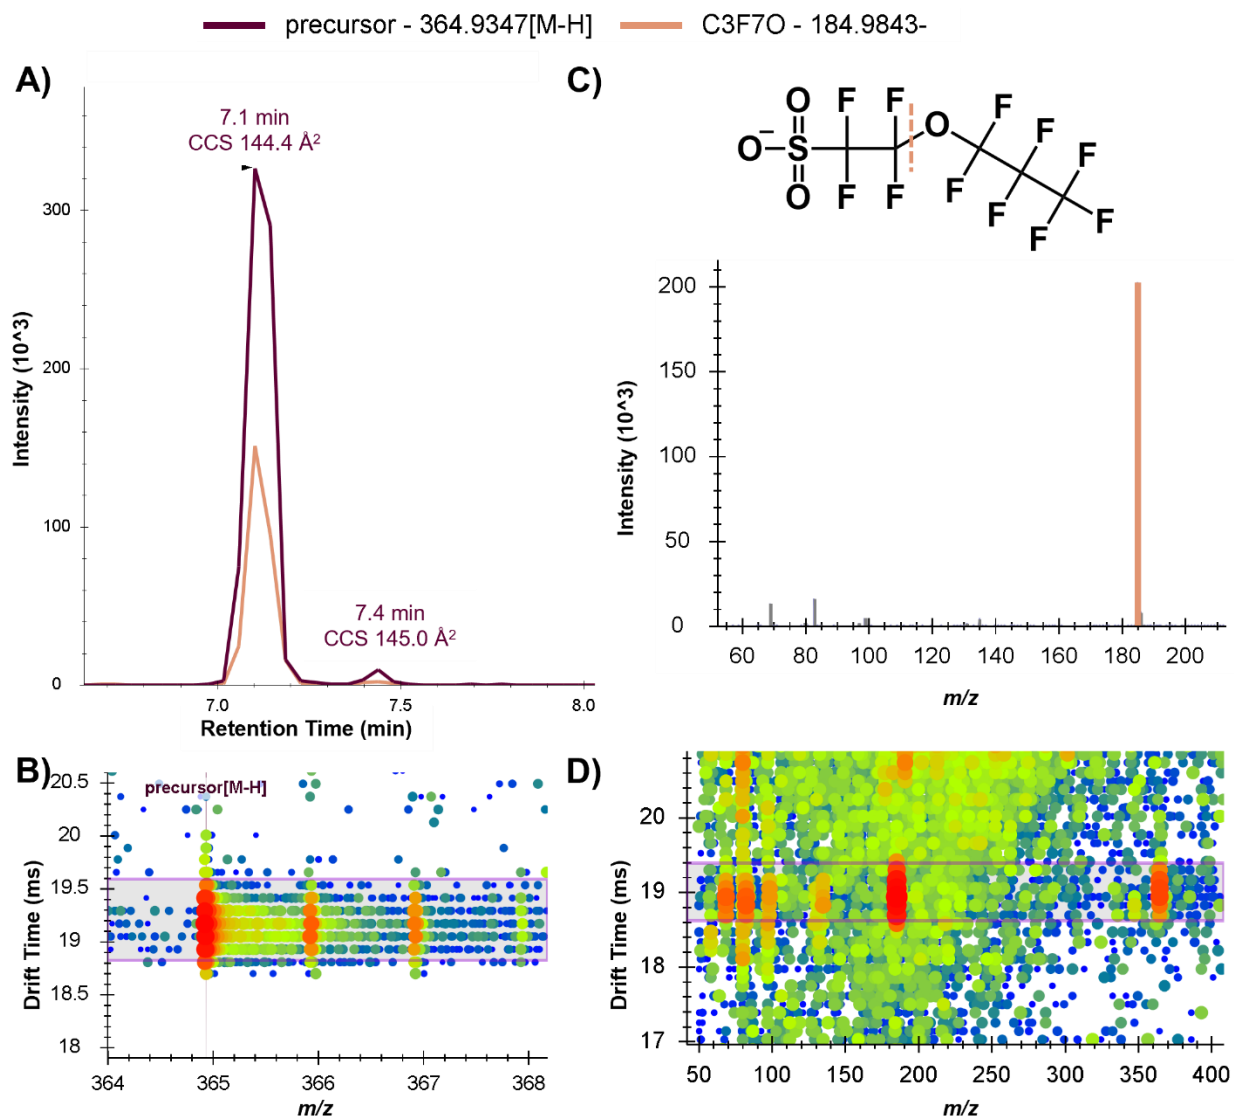 precursor - 364.9347[M-H]
C3F7O - 184.9843-
A)
7.1 min
CCS 144.4 Å²
7.4 min
CCS 145.0 Å²
Intensity (10^3)
300
200
100
0
7.0
7.5
8.0
Retention Time (min)
C)
O F F
O⁻ S O F F
O F F F F F F
F F
Intensity (10^3)
200
150
100
50
0
60 80 100 120 140 160 180 200
m/z
B)
precursor[M-H]
Drift Time (ms)
20.5
20
19.5
19
18.5
18
364 365 366 367 368
m/z
D)
Drift Time (ms)
20
19
18
17
50 100 150 200 250 300 350 400
m/z